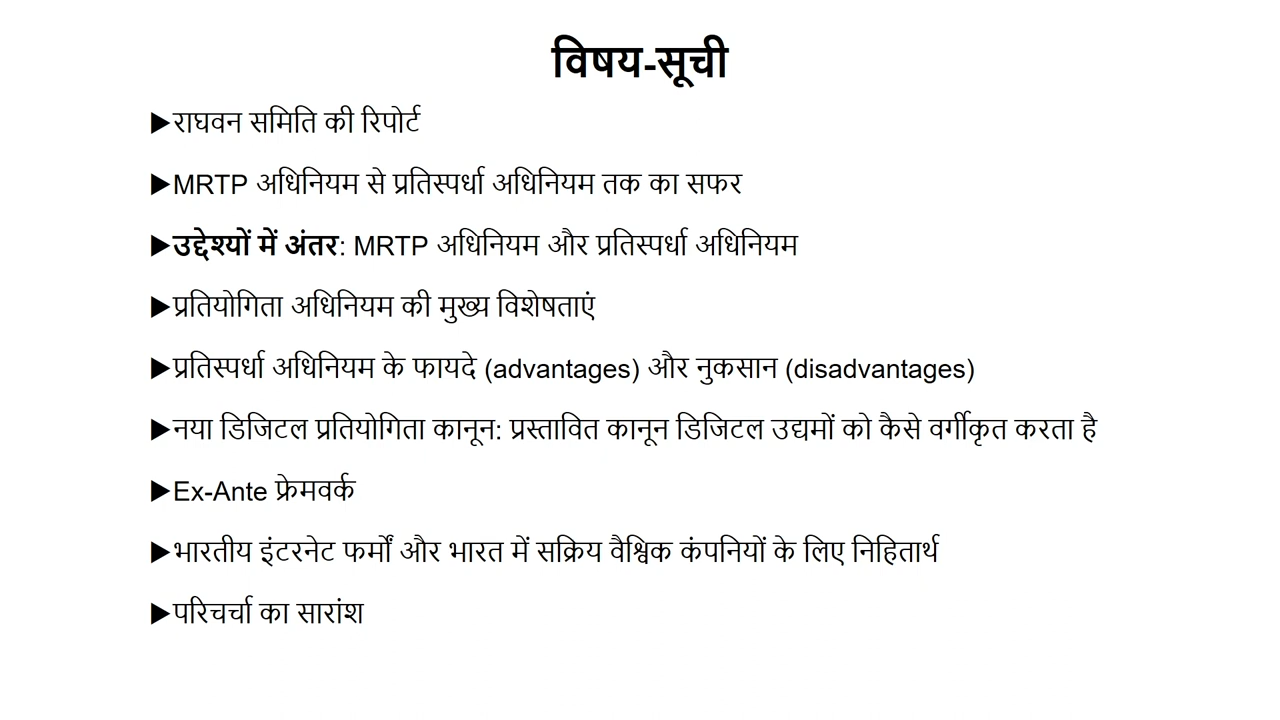 विषय-सूची
▶राघवन समिति की रिपोर्ट
▶MRTP अधिनियम से प्रतिस्पर्धा अधिनियम तक का सफर
▶उद्देश्यों में अंतर: MRTP अधिनियम और प्रतिस्पर्धा अधिनियम
▶प्रतियोगिता अधिनियम की मुख्य विशेषताएं
▶प्रतिस्पर्धा अधिनियम के फायदे (advantages) और नुकसान (disadvantages)
▶नया डिजिटल प्रतियोगिता कानून: प्रस्तावित कानून डिजिटल उद्यमों को कैसे वर्गीकृत करता है
▶Ex-Ante फ्रेमवर्क
▶भारतीय इंटरनेट फर्मों और भारत में सक्रिय वैश्विक कंपनियों के लिए निहितार्थ
▶परिचर्चा का सारांश